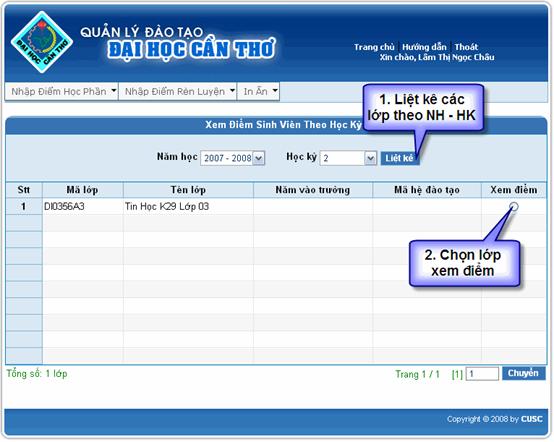 QUẢN LÝ ĐÀO TẠO
ĐẠI HỌC CẦN THƠ
ĐẠI HỌC CẦN THƠ
Trang chủ | Hướng dẫn | Thoát
Xin chào, Lâm Thị Ngọc Châu
Nhập Điểm Học Phần Nhập Điểm Rèn Luyện In Ấn
1. Liệt kê các
lớp theo NH - HK
Xem Điểm Sinh Viên Theo Học Kỳ
Năm học 2007 - 2008 Học kỳ 2 Liệt kê
Stt Mã lớp Tên lớp Năm vào trường Mã hệ đào tạo Xem điểm
1 DI0356A3 Tin Học K29 Lớp 03
2. Chọn lớp
xem điểm
Tổng số: 1 lớp Trang 1 / 1 [1] 1 Chuyển
Copyright © 2008 by CUSC